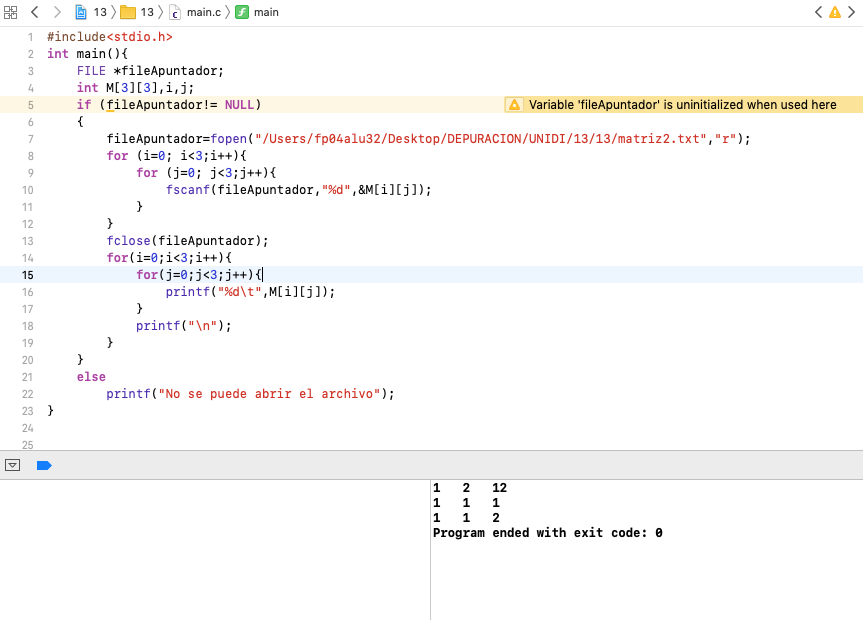 13 13 main.c main
1 #include<stdio.h>
2 int main(){
3 FILE *fileApuntador;
4 int M[3][3],i,j;
5 if (fileApuntador!= NULL) Variable 'fileApuntador' is uninitialized when used here
6 {
7 fileApuntador=fopen("/Users/fp04alu32/Desktop/DEPURACION/UNIDI/13/13/matriz2.txt","r");
8 for (i=0; i<3;i++){
9 for (j=0; j<3;j++){
10 fscanf(fileApuntador,"%d",&M[i][j]);
11 }
12 }
13 fclose(fileApuntador);
14 for(i=0;i<3;i++){
15 for(j=0;j<3;j++){
16 printf("%d\t",M[i][j]);
17 }
18 printf("\n");
19 }
20 }
21 else
22 printf("No se puede abrir el archivo");
23 }
24
25
1 2 12
1 1 1
1 1 2
Program ended with exit code: 0